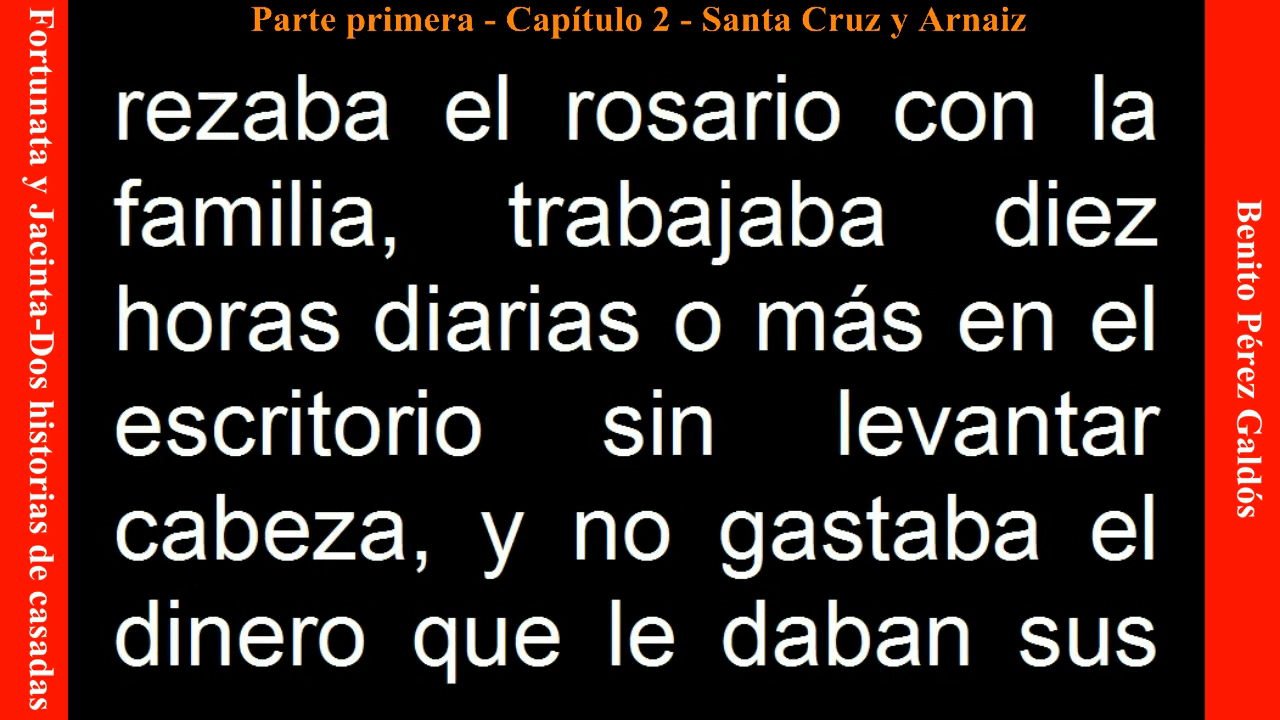 Parte primera - Capítulo 2 - Santa Cruz y Arnaiz
Fortunata y Jacinta-Dos historias de casadas
rezaba el rosario con la
familia, trabajaba diez
horas diarias o más en el
escritorio sin levantar
cabeza, y no gastaba el
dinero que le daban sus
Benito Pérez Galdós